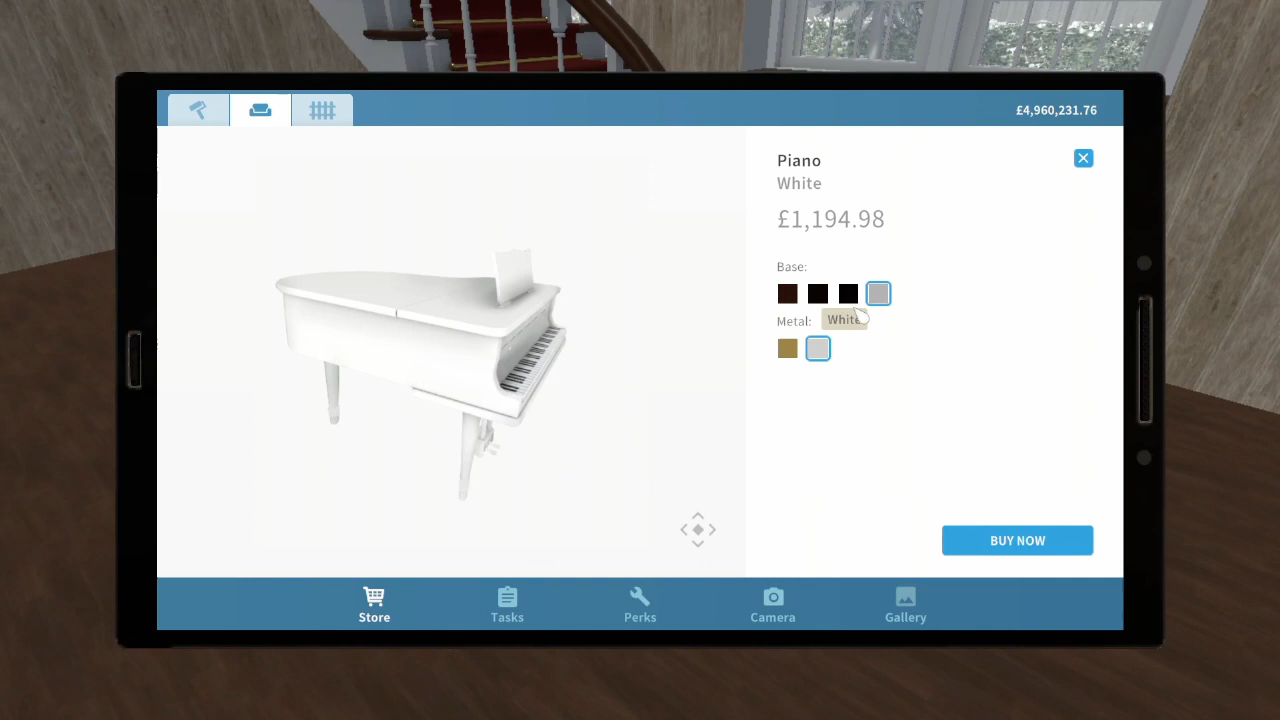 £4,960,231.76
Piano
White
£1,194.98
Base:
Metal:
White
BUY NOW
Store
Tasks
Perks
Camera
Gallery